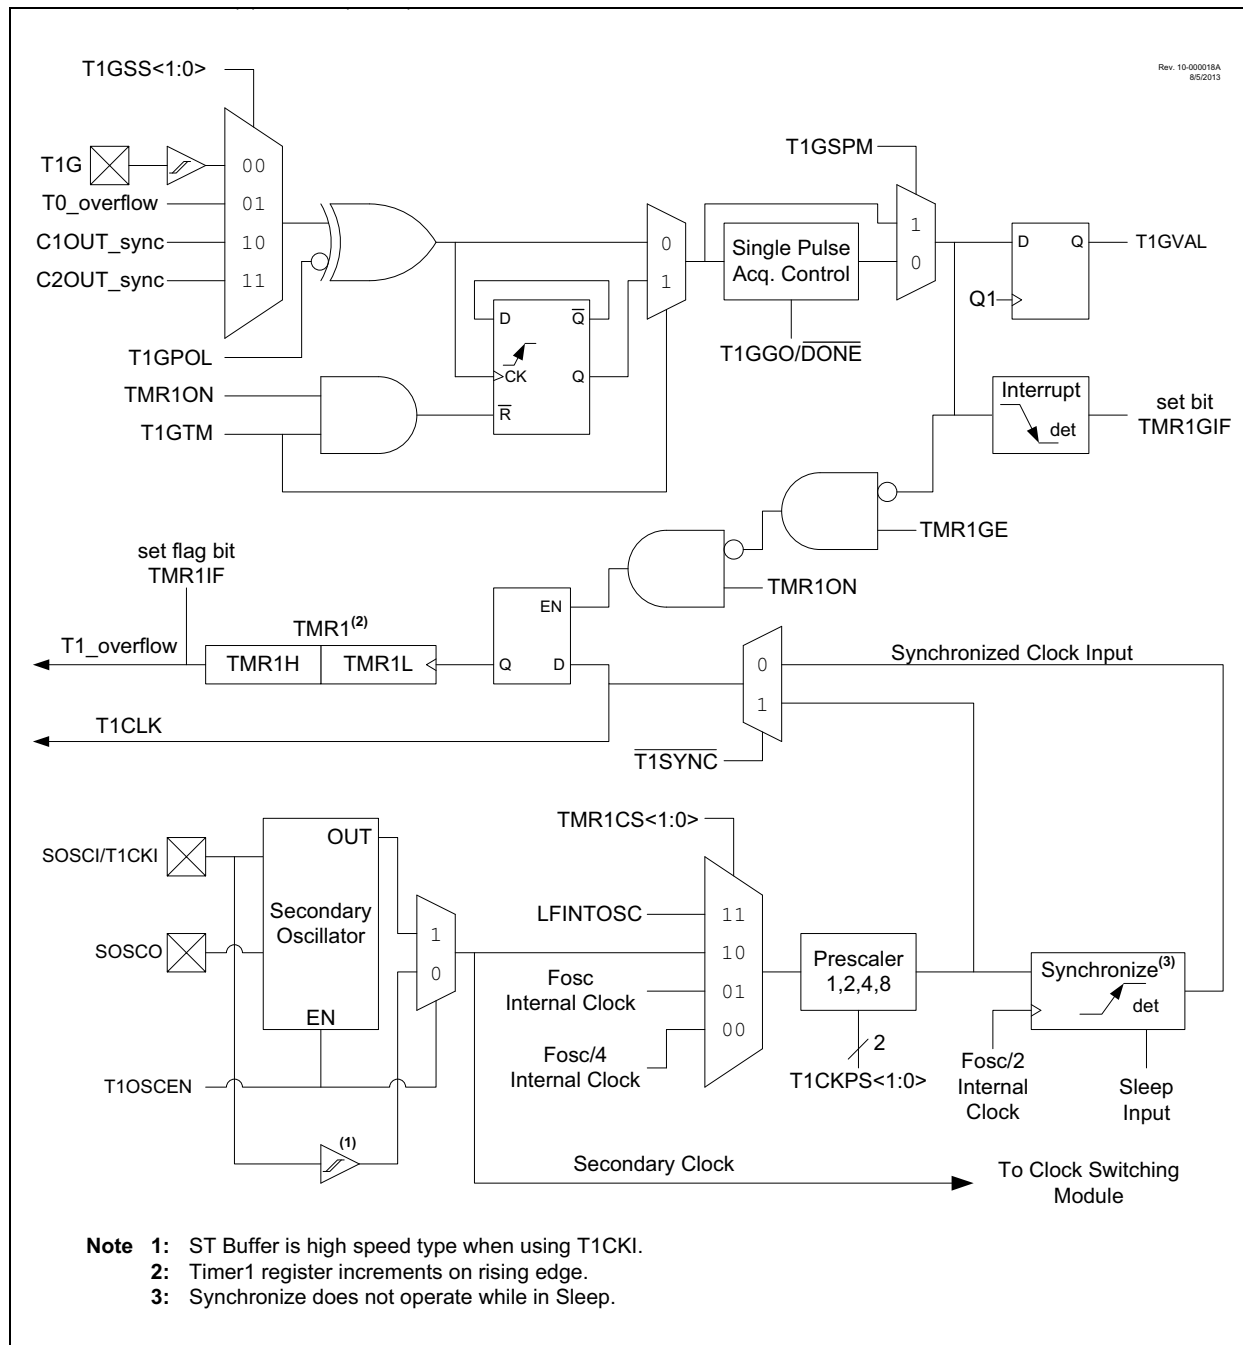 T1GSS<1:0>
Rev. 10-000018A
8/5/2013
T1G
00
T0_overflow
01
C1OUT_sync
10
C2OUT_sync
11
T1GPOL
TMR1ON
T1GTM
D
Q
CK
Q
R
0
1
T1GSPM
Single Pulse
Acq. Control
T1GGO/DONE
1
0
D
Q
T1GVAL
Q1
Interrupt
det
set bit
TMR1GIF
TMR1GE
TMR1ON
set flag bit
TMR1IF
T1_overflow
TMR1(2)
TMR1H
TMR1L
EN
Q
D
T1CLK
0
1
Synchronized Clock Input
T1SYNC
TMR1CS<1:0>
SOSCI/T1CKI
OUT
SOSCO
Secondary
Oscillator
EN
1
0
T1OSCEN
(1)
LFINTOSC
11
10
Fosc
Internal Clock
01
00
Fosc/4
Internal Clock
Prescaler
1,2,4,8
2
T1CKPS<1:0>
Synchronize(3)
det
Fosc/2
Internal
Clock
Sleep
Input
Secondary Clock
To Clock Switching
Module
Note 1: ST Buffer is high speed type when using T1CKI.
2: Timer1 register increments on rising edge.
3: Synchronize does not operate while in Sleep.